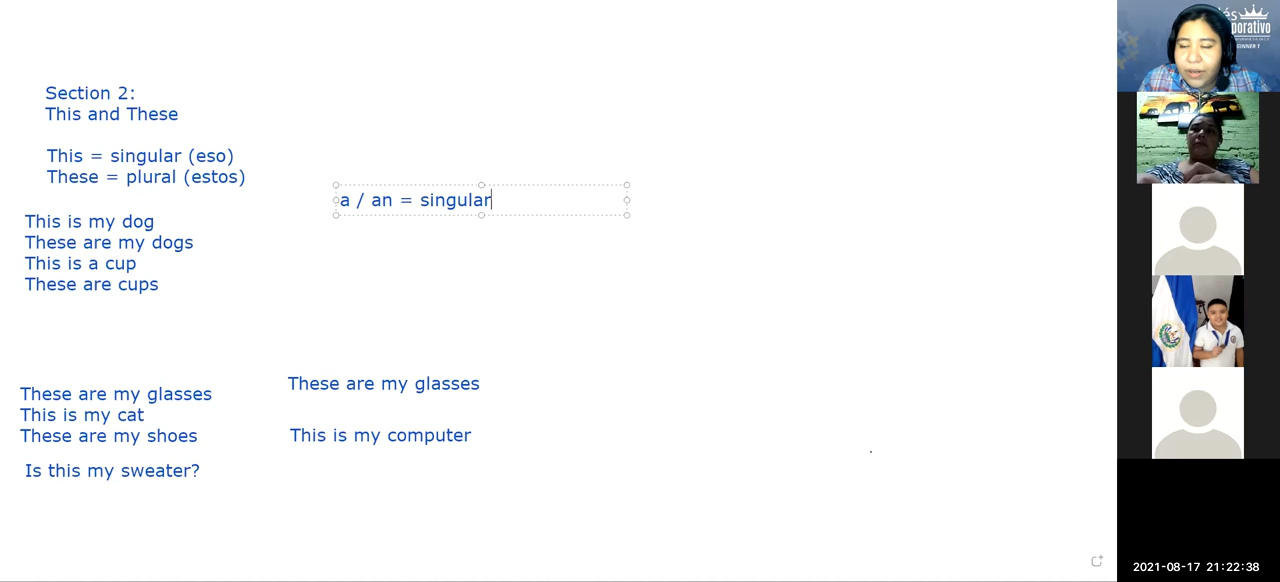 Section 2:
This and These
This = singular (eso)
These = plural (estos)
a / an = singular
This is my dog
These are my dogs
This is a cup
These are cups
These are my glasses
This is my cat
These are my shoes
Is this my sweater?
These are my glasses
This is my computer
2021-08-17 21:22:38